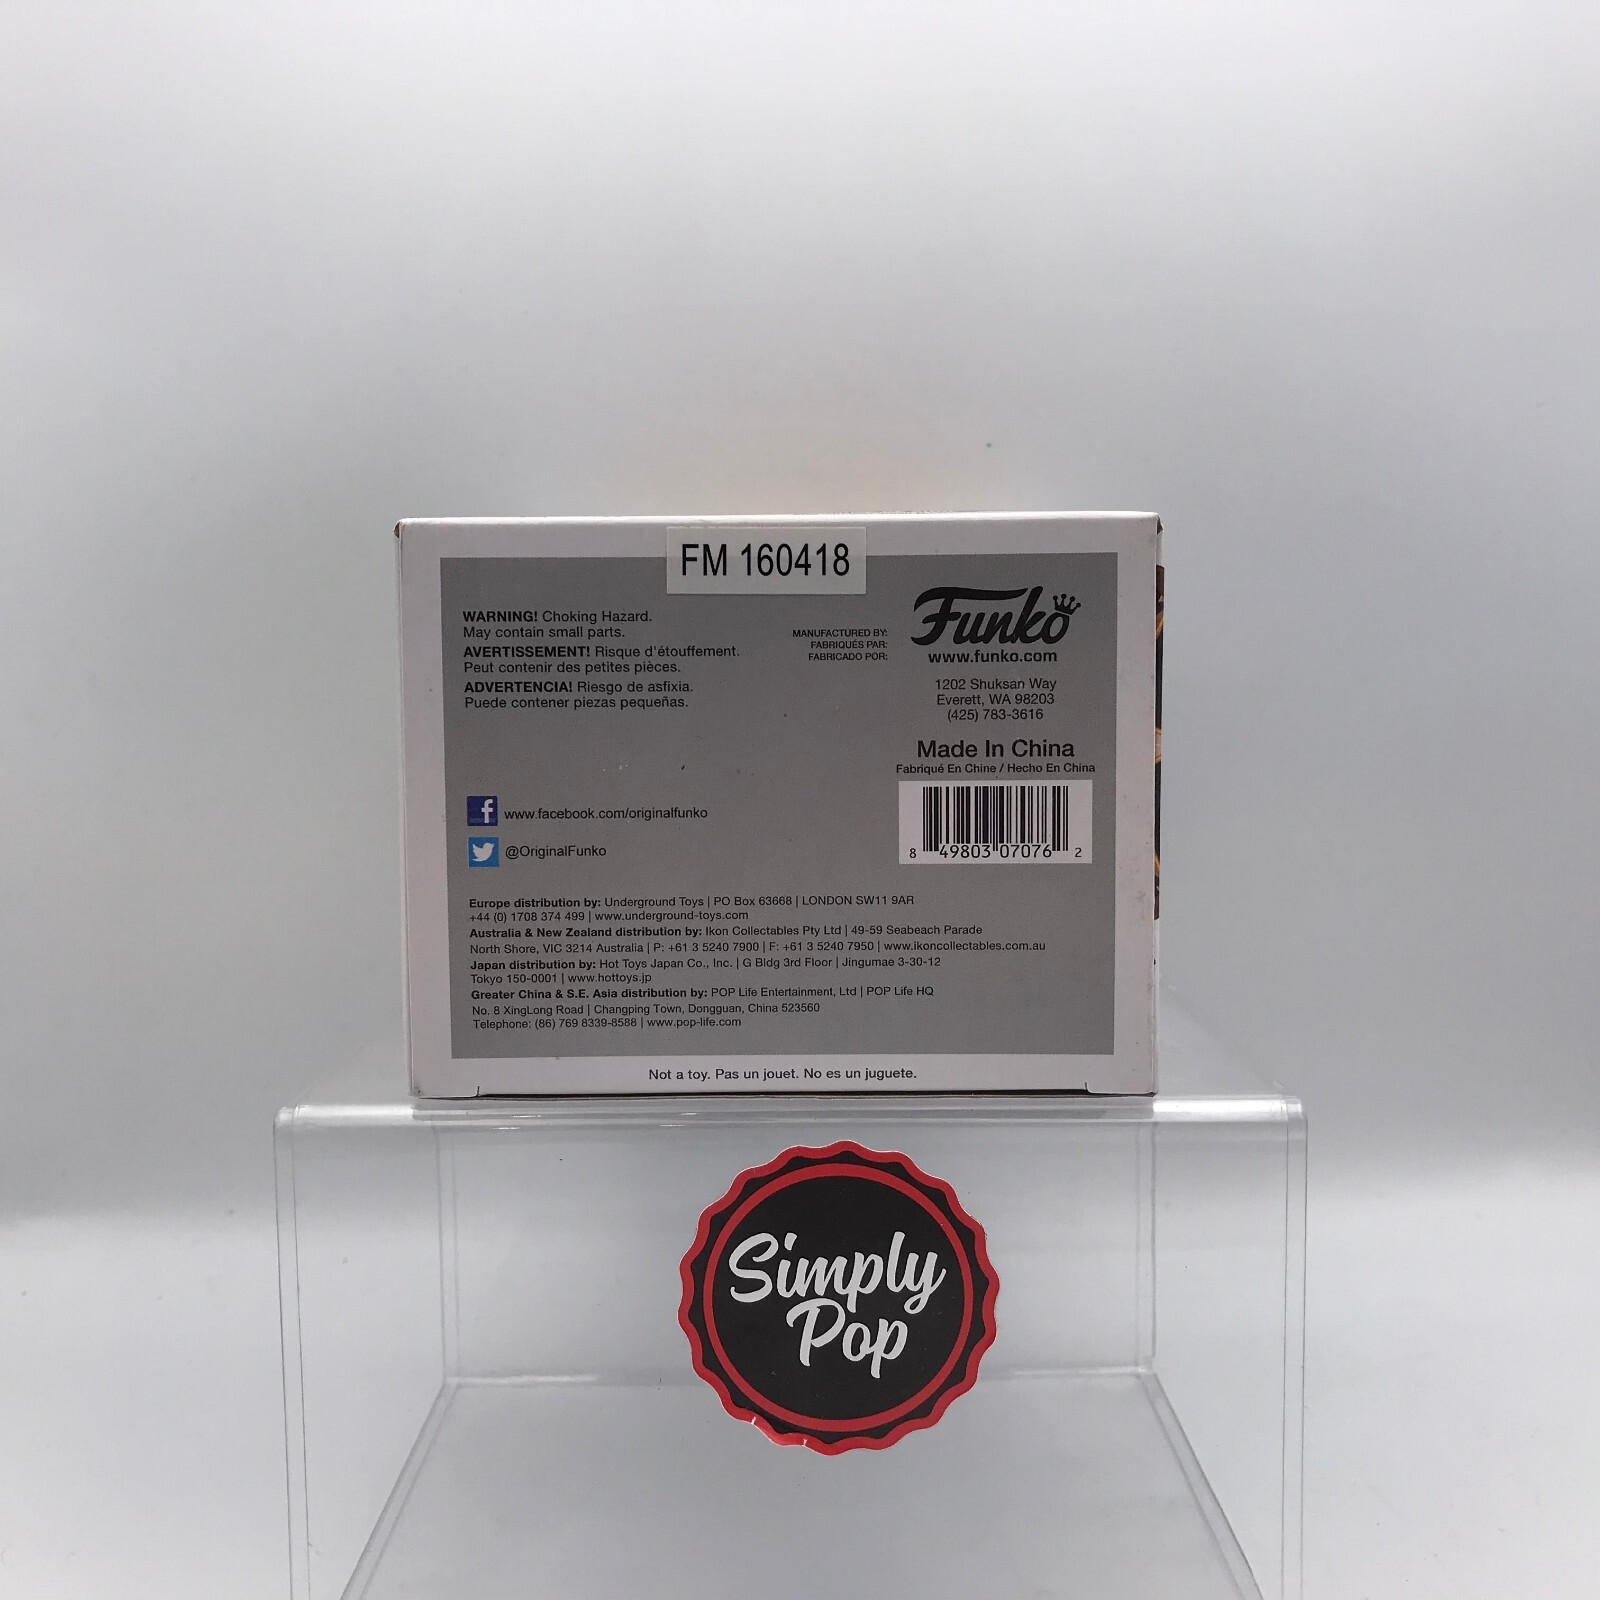 FM 160418
WARNING! Choking Hazard.
May contain small parts.
AVERTISSEMENT! Risque d'étouffement.
Peut contenir des petites pièces.
ADVERTENCIA! Riesgo de asfixia.
Puede contener piezas pequeñas.
MANUFACTURED BY:
FABRIQUÉS PAR:
FABRICADO POR:
Funko
www.funko.com
1202 Shuksan Way
Everett, WA 98203
(425) 783-3616
Made In China
Fabriqué En Chine / Hecho En China
8 49803 07076 2
f www.facebook.com/originalfunko
@OriginalFunko
Europe distribution by: Underground Toys | PO Box 63668 | LONDON SW11 9AR
+44 (0) 1708 374 499 | www.underground-toys.com
Australia & New Zealand distribution by: Ikon Collectables Pty Ltd | 49-59 Seabeach Parade
North Shore, VIC 3214 Australia | P: +61 3 5240 7900 | F: +61 3 5240 7950 | www.ikoncollectables.com.au
Japan distribution by: Hot Toys Japan Co., Inc. | G Bldg 3rd Floor | Jingumae 3-30-12
Tokyo 150-0001 | www.hottoys.jp
Greater China & S.E. Asia distribution by: POP Life Entertainment, Ltd | POP Life HQ
No. 8 XingLong Road | Changping Town, Dongguan, China 523560
Telephone: (86) 769 8339-8588 | www.pop-life.com
Not a toy. Pas un jouet. No es un juguete.
Simply
Pop